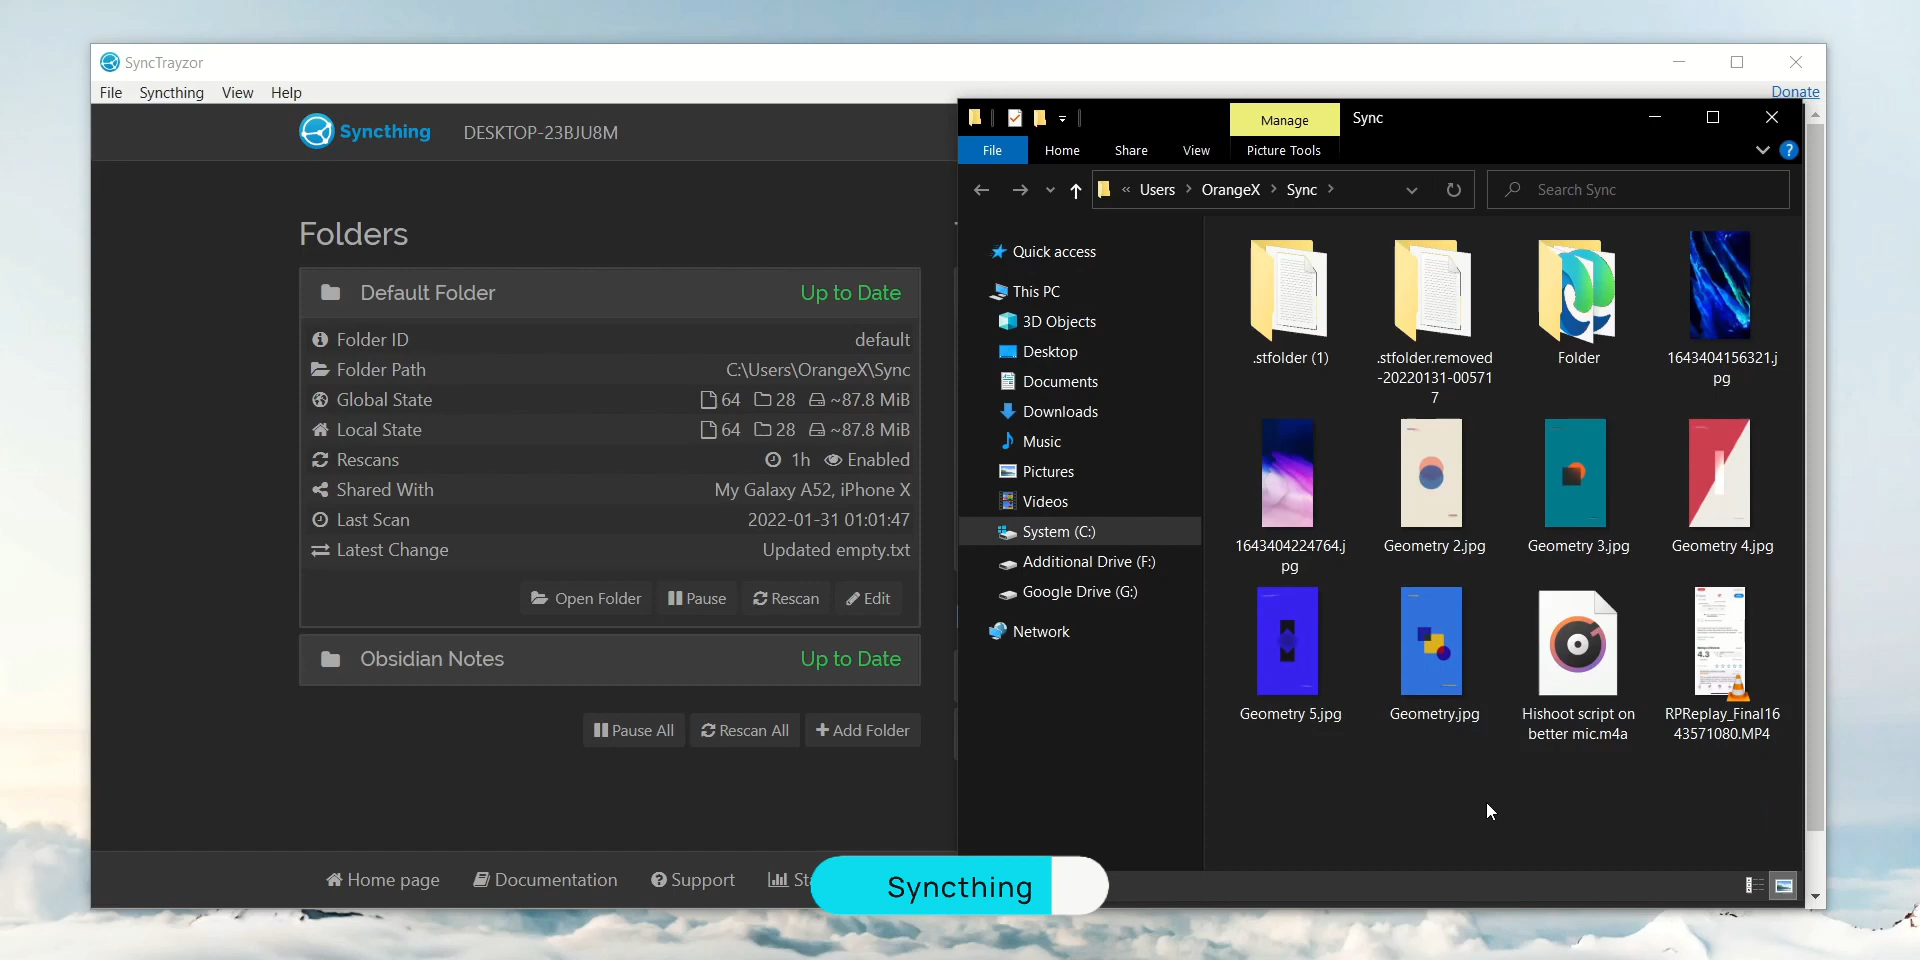 SyncTrayzor
File Syncthing View Help
Donate
Syncthing DESKTOP-23BJU8M
Folders
Default Folder Up to Date
Folder ID default
Folder Path C:\Users\OrangeX\Sync
Global State 64 28 ~87.8 MiB
Local State 64 28 ~87.8 MiB
Rescans 1h Enabled
Shared With My Galaxy A52, iPhone X
Last Scan 2022-01-31 01:01:47
Latest Change Updated empty.txt
Open Folder Pause Rescan Edit
Obsidian Notes Up to Date
Pause All Rescan All + Add Folder
Home page Documentation Support
Manage Sync
File Home Share View Picture Tools
« Users > OrangeX > Sync >
Search Sync
Quick access
This PC
3D Objects
Desktop
Documents
Downloads
Music
Pictures
Videos
System (C:)
Additional Drive (F:)
Google Drive (G:)
Network
.stfolder (1)
.stfolder.removed
-20220131-00571
7
Folder
1643404156321.j
pg
1643404224764.j
pg
Geometry 2.jpg
Geometry 3.jpg
Geometry 4.jpg
Geometry 5.jpg
Geometry.jpg
Hishoot script on
better mic.m4a
RPReplay_Final16
43571080.MP4
Syncthing